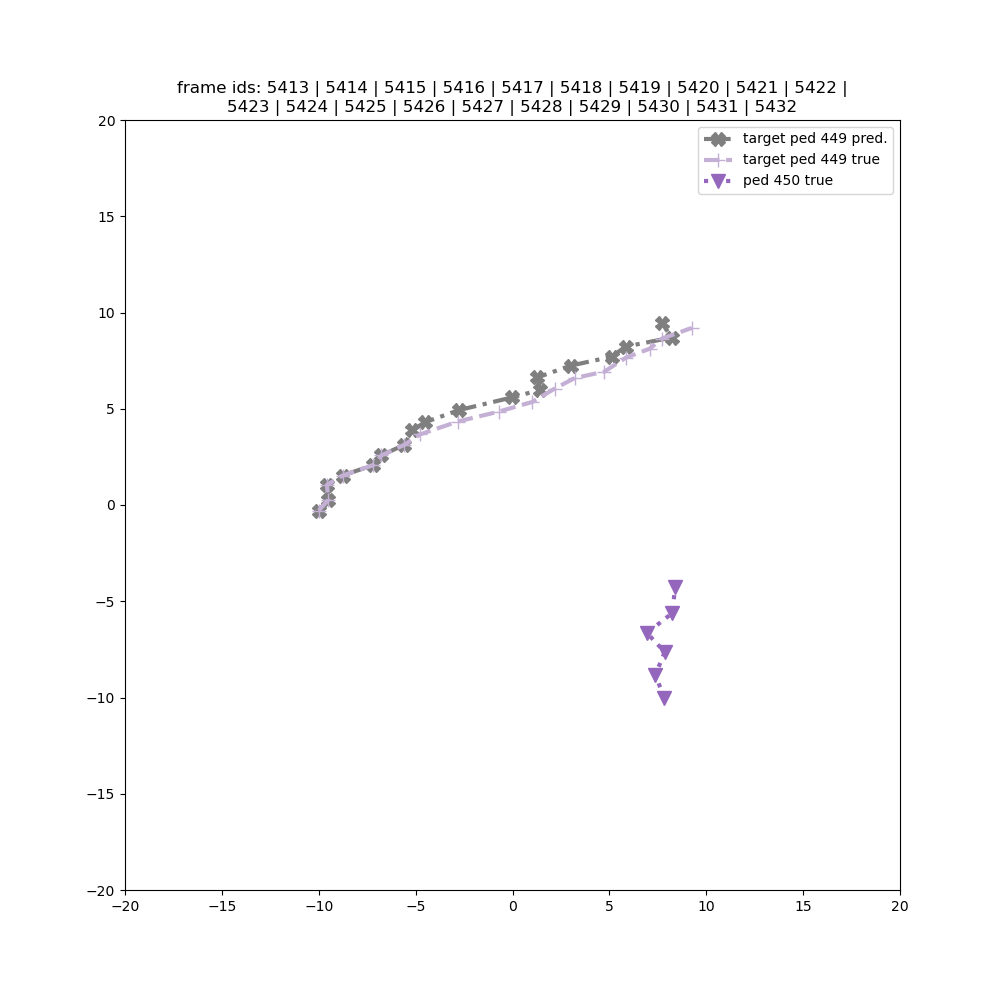 frame ids: 5413 | 5414 | 5415 | 5416 | 5417 | 5418 | 5419 | 5420 | 5421 | 5422 |
5423 | 5424 | 5425 | 5426 | 5427 | 5428 | 5429 | 5430 | 5431 | 5432
target ped 449 pred.
target ped 449 true
ped 450 true
20
15
10
5
0
−5
−10
−15
−20
−20 −15 −10 −5 0 5 10 15 20